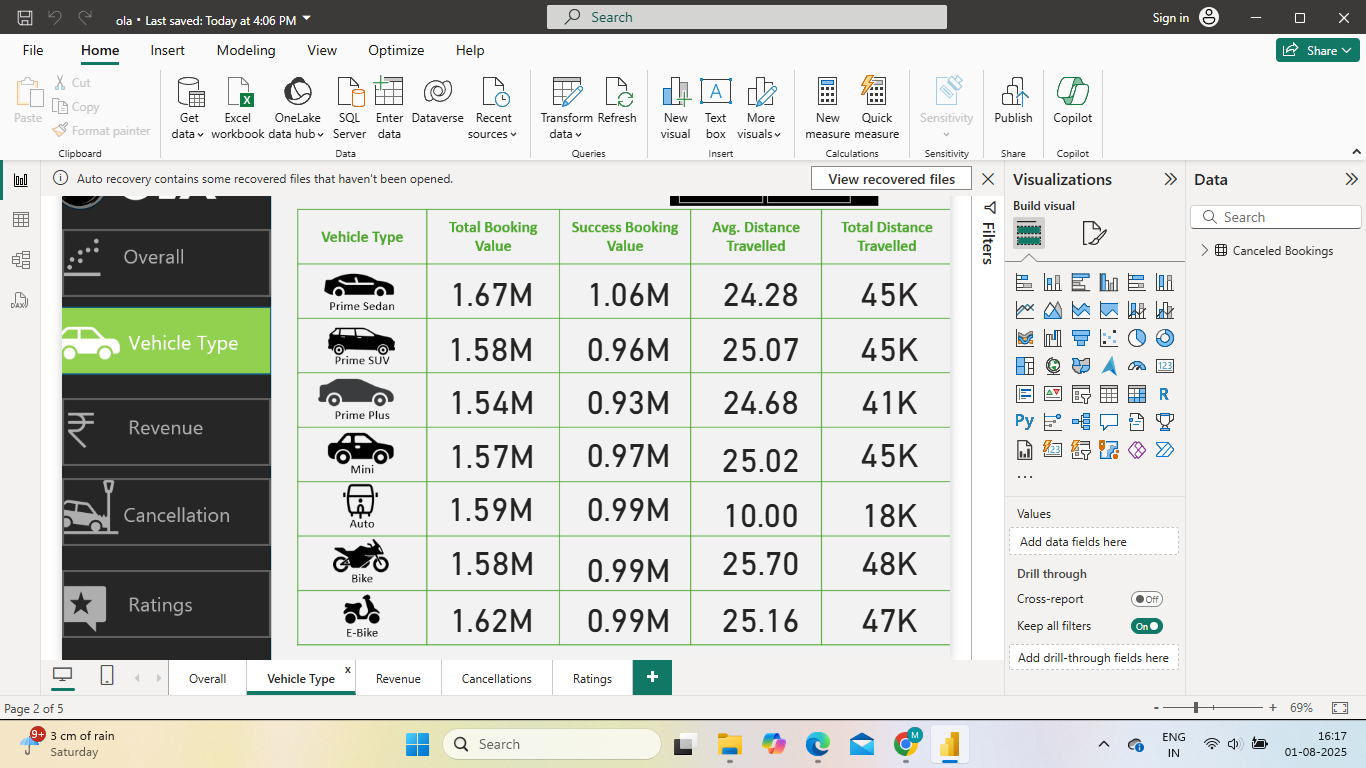 ola • Last saved: Today at 4:06 PM
Search
Sign in
File
Home
Insert
Modeling
View
Optimize
Help
Share
Paste
Cut
Copy
Format painter
Clipboard
Get data
Excel workbook
OneLake data hub
SQL Server
Enter data
Dataverse
Recent sources
Data
Transform data
Refresh
Queries
New visual
Text box
More visuals
Insert
New measure
Quick measure
Calculations
Sensitivity
Sensitivity
Publish
Share
Copilot
Copilot
Auto recovery contains some recovered files that haven't been opened.
View recovered files
Overall
Vehicle Type
Revenue
Cancellation
Ratings
Vehicle Type Total Booking Value Success Booking Value Avg. Distance Travelled Total Distance Travelled
Prime Sedan 1.67M 1.06M 24.28 45K
Prime SUV 1.58M 0.96M 25.07 45K
Prime Plus 1.54M 0.93M 24.68 41K
Mini 1.57M 0.97M 25.02 45K
Auto 1.59M 0.99M 10.00 18K
Bike 1.58M 0.99M 25.70 48K
E-Bike 1.62M 0.99M 25.16 47K
Filters
Visualizations
Build visual
123
R
Py
123
...
Values
Add data fields here
Drill through
Cross-report
Off
Keep all filters
On
Add drill-through fields here
Data
Search
Canceled Bookings
DAX
Overall
Vehicle Type x
Revenue
Cancellations
Ratings
+
Page 2 of 5
- + 69%
9+
3 cm of rain
Saturday
Search
M
ENG
IN
16:17
01-08-2025